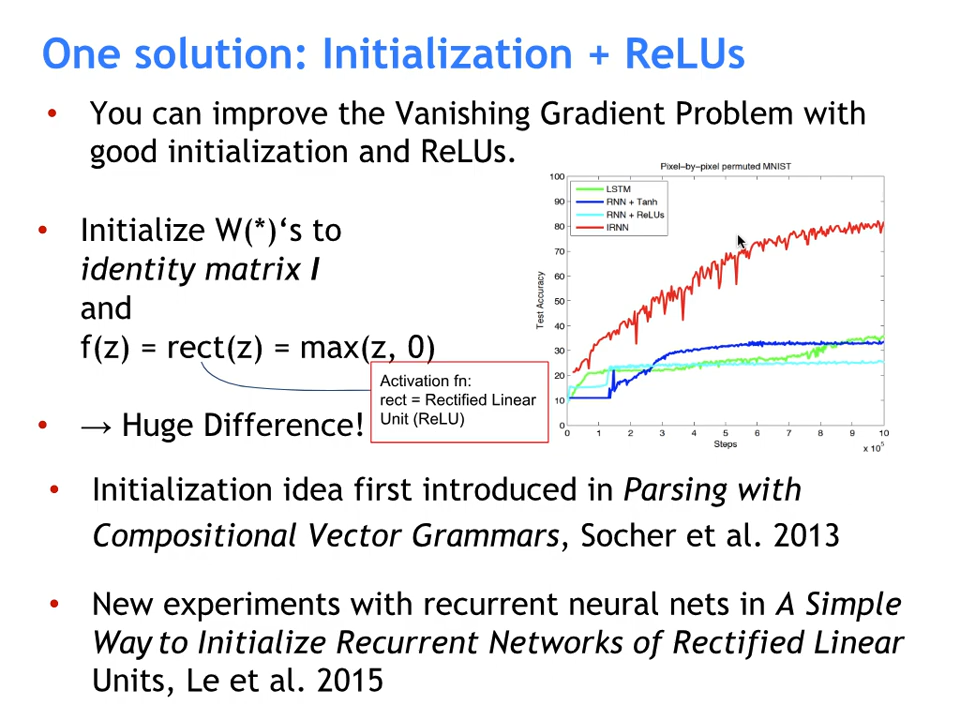 One solution: Initialization + ReLUs
• You can improve the Vanishing Gradient Problem with
good initialization and ReLUs.
• Initialize W(*)‘s to
identity matrix I
and
f(z) = rect(z) = max(z, 0)
Activation fn:
rect = Rectified Linear
Unit (ReLU)
• → Huge Difference!
Pixel−by−pixel permuted MNIST
LSTM
RNN + Tanh
RNN + ReLUs
IRNN
Test Accuracy
100
90
80
70
60
50
40
30
20
10
0
0 1 2 3 4 5 6 7 8 9 10
Steps
x 10⁵
• Initialization idea first introduced in Parsing with
Compositional Vector Grammars, Socher et al. 2013
• New experiments with recurrent neural nets in A Simple
Way to Initialize Recurrent Networks of Rectified Linear
Units, Le et al. 2015